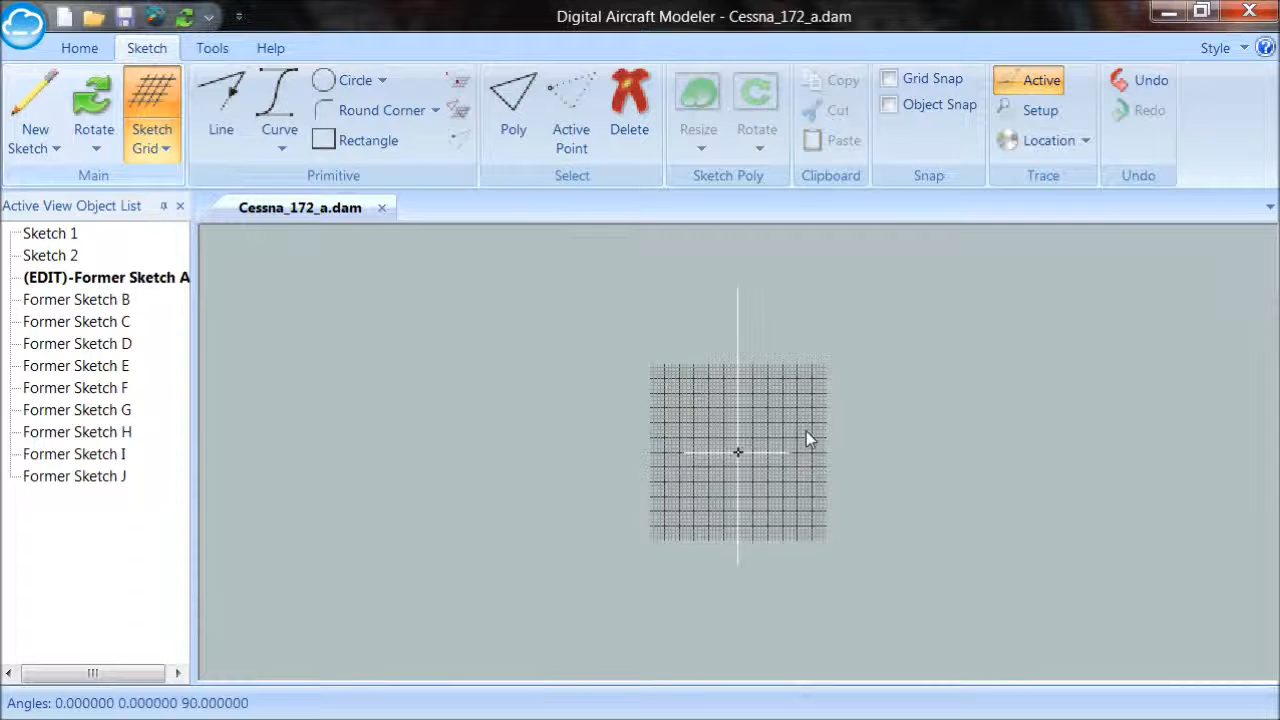 Digital Aircraft Modeler - Cessna_172_a.dam
Home
Sketch
Tools
Help
Style
New
Sketch
Rotate
Sketch
Grid
Main
Line
Curve
Circle
Round Corner
Rectangle
Primitive
Poly
Active
Point
Delete
Select
Resize
Rotate
Sketch Poly
Copy
Cut
Paste
Clipboard
Grid Snap
Object Snap
Snap
Active
Setup
Location
Trace
Undo
Redo
Undo
Active View Object List
Cessna_172_a.dam
Sketch 1
Sketch 2
(EDIT)-Former Sketch A
Former Sketch B
Former Sketch C
Former Sketch D
Former Sketch E
Former Sketch F
Former Sketch G
Former Sketch H
Former Sketch I
Former Sketch J
Angles: 0.000000 0.000000 90.000000